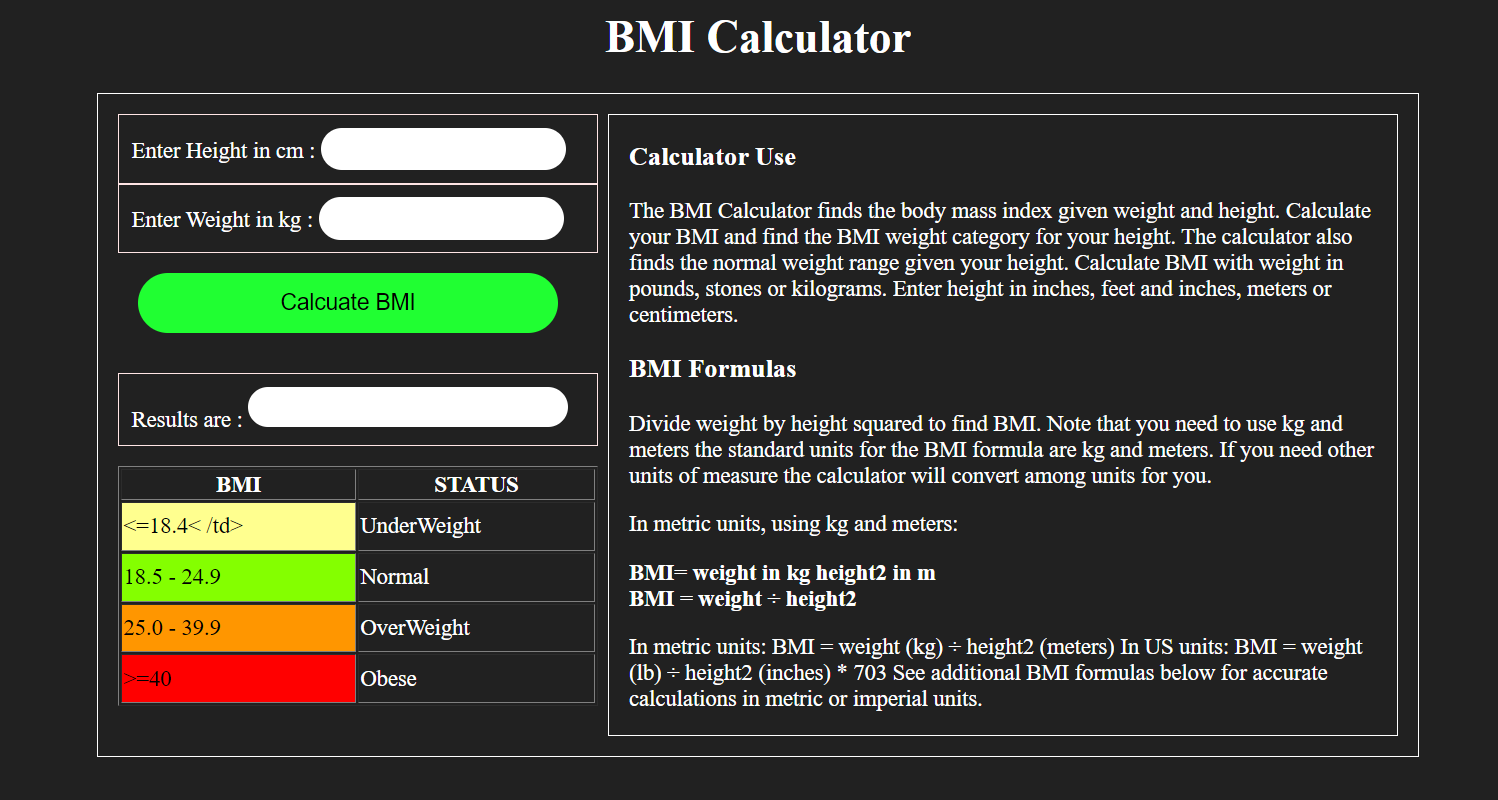 BMI Calculator
Enter Height in cm :
Enter Weight in kg :
Calcuate BMI
Results are :
BMI STATUS
<=18.4< /td> UnderWeight
18.5 - 24.9 Normal
25.0 - 39.9 OverWeight
>=40 Obese
Calculator Use
The BMI Calculator finds the body mass index given weight and height. Calculate
your BMI and find the BMI weight category for your height. The calculator also
finds the normal weight range given your height. Calculate BMI with weight in
pounds, stones or kilograms. Enter height in inches, feet and inches, meters or
centimeters.
BMI Formulas
Divide weight by height squared to find BMI. Note that you need to use kg and
meters the standard units for the BMI formula are kg and meters. If you need other
units of measure the calculator will convert among units for you.
In metric units, using kg and meters:
BMI= weight in kg height2 in m
BMI = weight ÷ height2
In metric units: BMI = weight (kg) ÷ height2 (meters) In US units: BMI = weight
(lb) ÷ height2 (inches) * 703 See additional BMI formulas below for accurate
calculations in metric or imperial units.